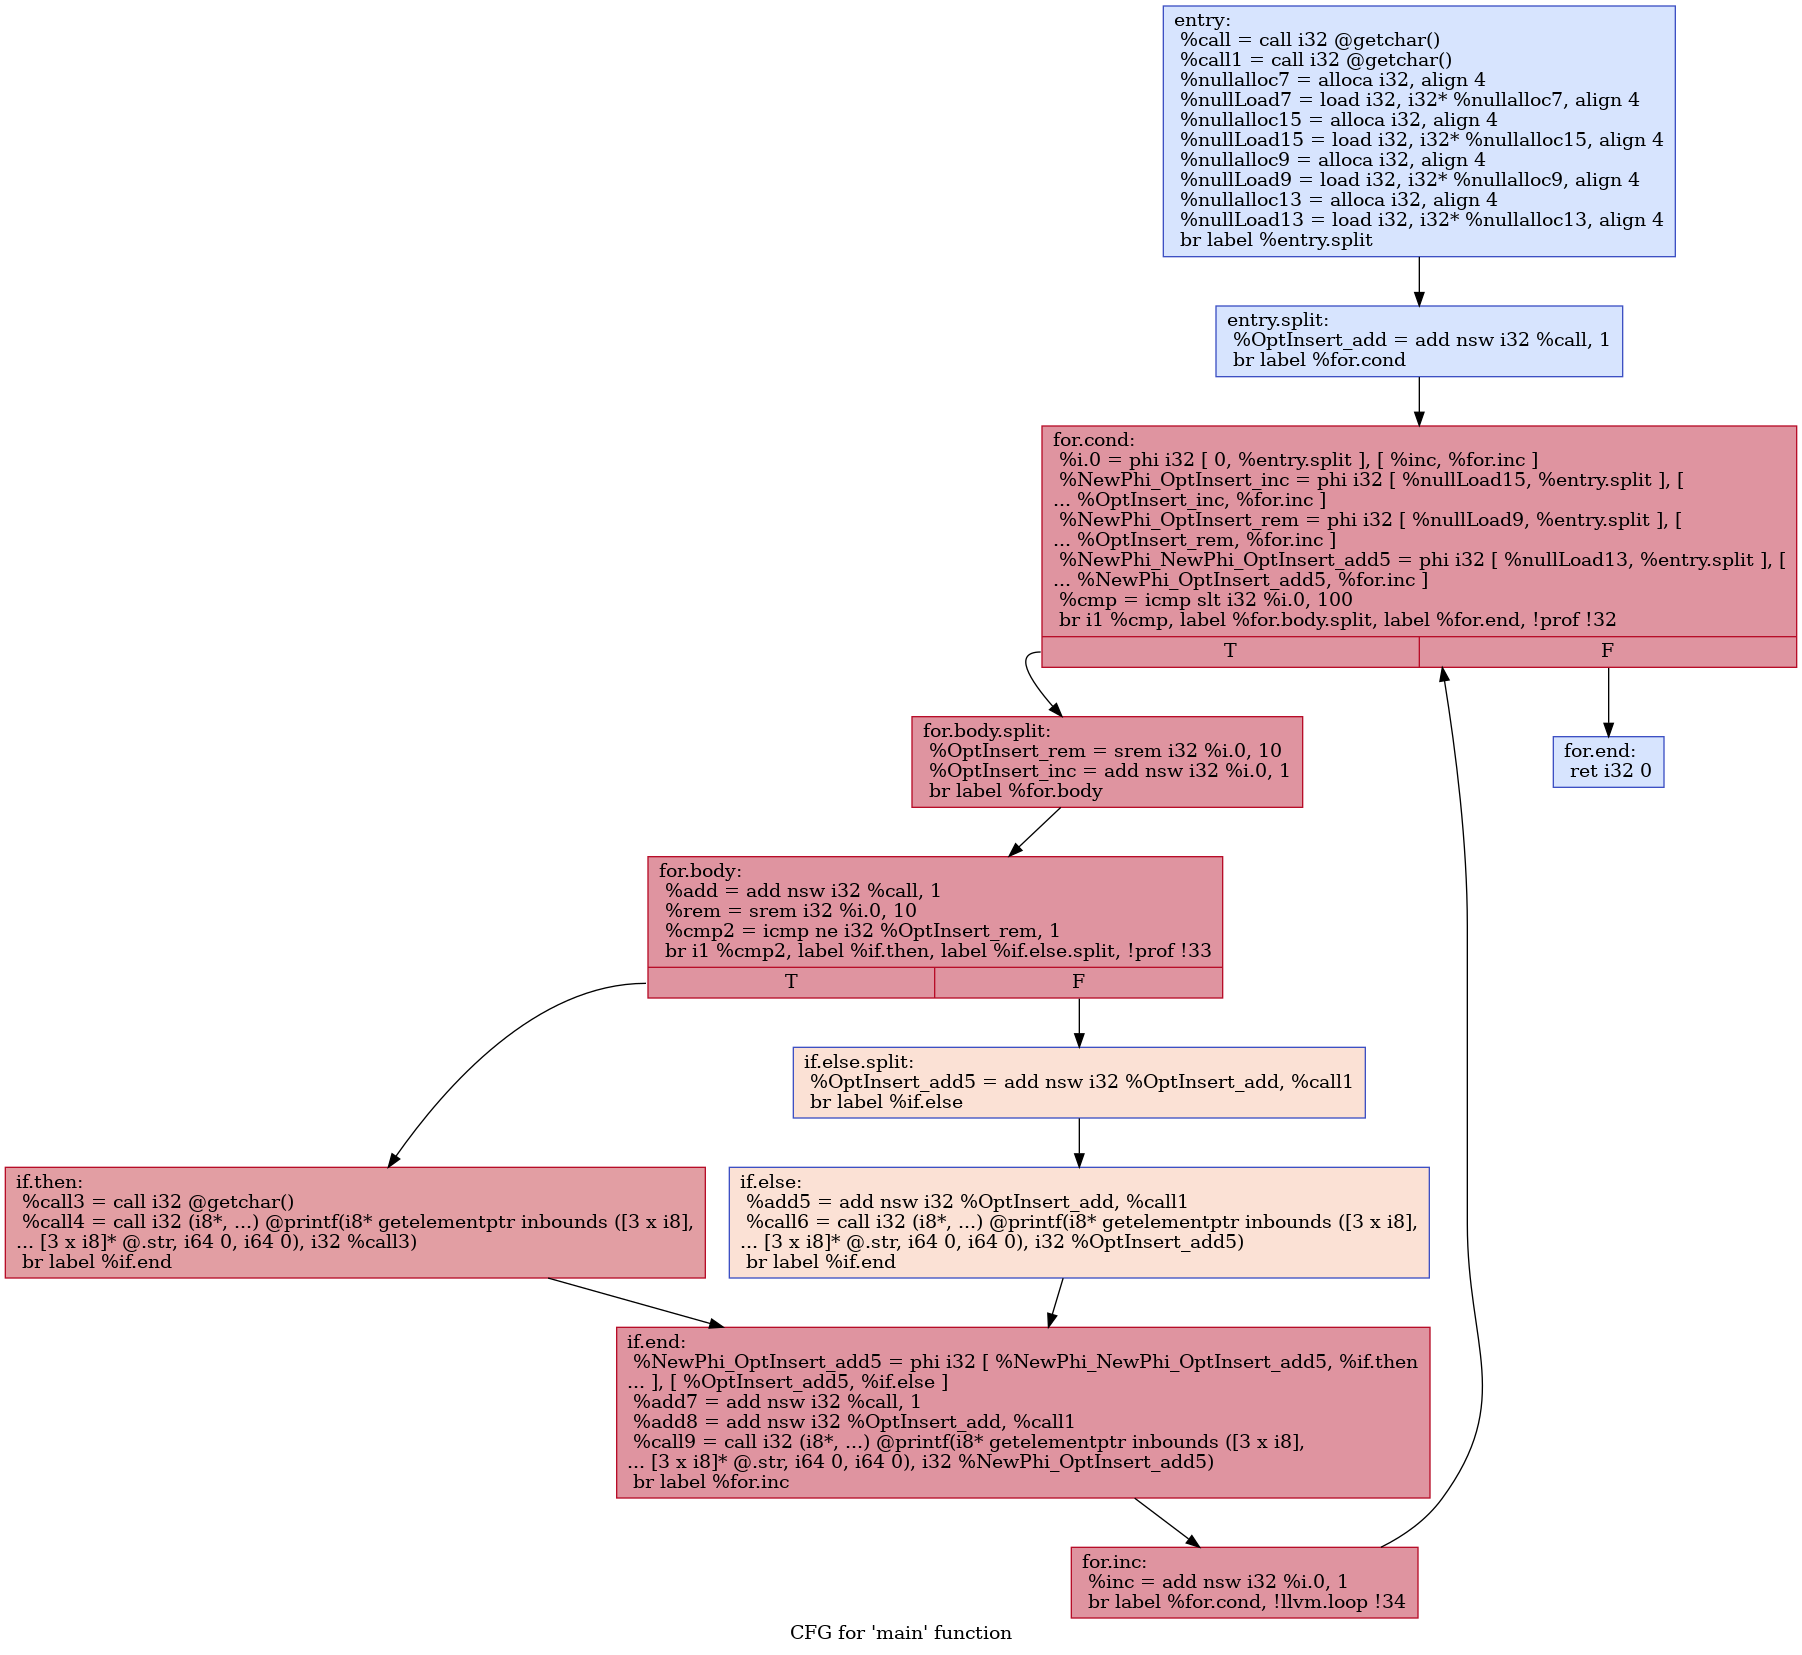 entry:
%call = call i32 @getchar()
%call1 = call i32 @getchar()
%nullalloc7 = alloca i32, align 4
%nullLoad7 = load i32, i32* %nullalloc7, align 4
%nullalloc15 = alloca i32, align 4
%nullLoad15 = load i32, i32* %nullalloc15, align 4
%nullalloc9 = alloca i32, align 4
%nullLoad9 = load i32, i32* %nullalloc9, align 4
%nullalloc13 = alloca i32, align 4
%nullLoad13 = load i32, i32* %nullalloc13, align 4
br label %entry.split
entry.split:
%OptInsert_add = add nsw i32 %call, 1
br label %for.cond
for.cond:
%i.0 = phi i32 [ 0, %entry.split ], [ %inc, %for.inc ]
%NewPhi_OptInsert_inc = phi i32 [ %nullLoad15, %entry.split ], [
... %OptInsert_inc, %for.inc ]
%NewPhi_OptInsert_rem = phi i32 [ %nullLoad9, %entry.split ], [
... %OptInsert_rem, %for.inc ]
%NewPhi_NewPhi_OptInsert_add5 = phi i32 [ %nullLoad13, %entry.split ], [
... %NewPhi_OptInsert_add5, %for.inc ]
%cmp = icmp slt i32 %i.0, 100
br i1 %cmp, label %for.body.split, label %for.end, !prof !32
T F
for.body.split:
%OptInsert_rem = srem i32 %i.0, 10
%OptInsert_inc = add nsw i32 %i.0, 1
br label %for.body
for.end:
ret i32 0
for.body:
%add = add nsw i32 %call, 1
%rem = srem i32 %i.0, 10
%cmp2 = icmp ne i32 %OptInsert_rem, 1
br i1 %cmp2, label %if.then, label %if.else.split, !prof !33
T F
if.else.split:
%OptInsert_add5 = add nsw i32 %OptInsert_add, %call1
br label %if.else
if.then:
%call3 = call i32 @getchar()
%call4 = call i32 (i8*, ...) @printf(i8* getelementptr inbounds ([3 x i8],
... [3 x i8]* @.str, i64 0, i64 0), i32 %call3)
br label %if.end
if.else:
%add5 = add nsw i32 %OptInsert_add, %call1
%call6 = call i32 (i8*, ...) @printf(i8* getelementptr inbounds ([3 x i8],
... [3 x i8]* @.str, i64 0, i64 0), i32 %OptInsert_add5)
br label %if.end
if.end:
%NewPhi_OptInsert_add5 = phi i32 [ %NewPhi_NewPhi_OptInsert_add5, %if.then
... ], [ %OptInsert_add5, %if.else ]
%add7 = add nsw i32 %call, 1
%add8 = add nsw i32 %OptInsert_add, %call1
%call9 = call i32 (i8*, ...) @printf(i8* getelementptr inbounds ([3 x i8],
... [3 x i8]* @.str, i64 0, i64 0), i32 %NewPhi_OptInsert_add5)
br label %for.inc
for.inc:
%inc = add nsw i32 %i.0, 1
br label %for.cond, !llvm.loop !34
CFG for 'main' function